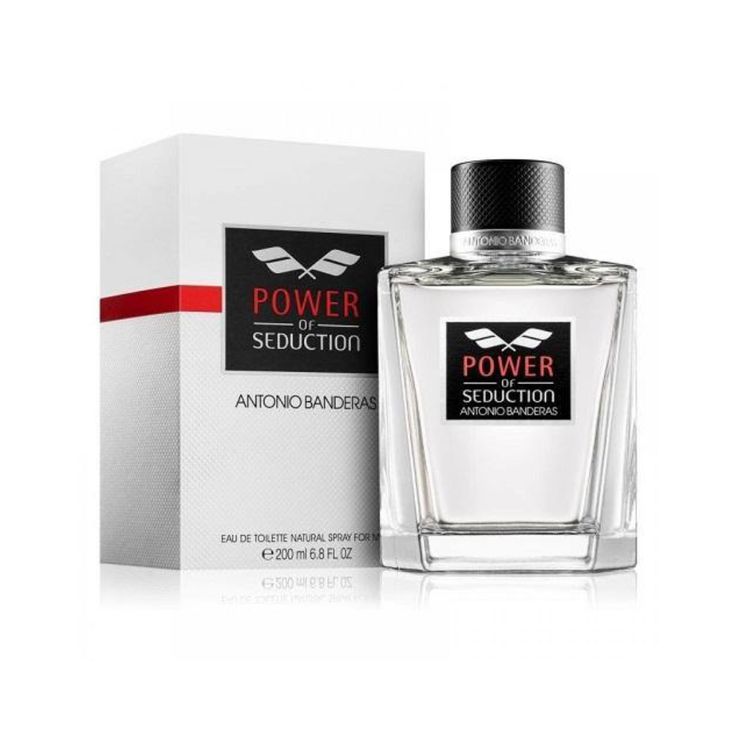 POWER
OF
SEDUCTION
ANTONIO BANDERAS
EAU DE TOILETTE NATURAL SPRAY FOR M
℮ 200 ml 6.8 FL OZ
ANTONIO BANDERAS
POWER
OF
SEDUCTION
ANTONIO BANDERAS